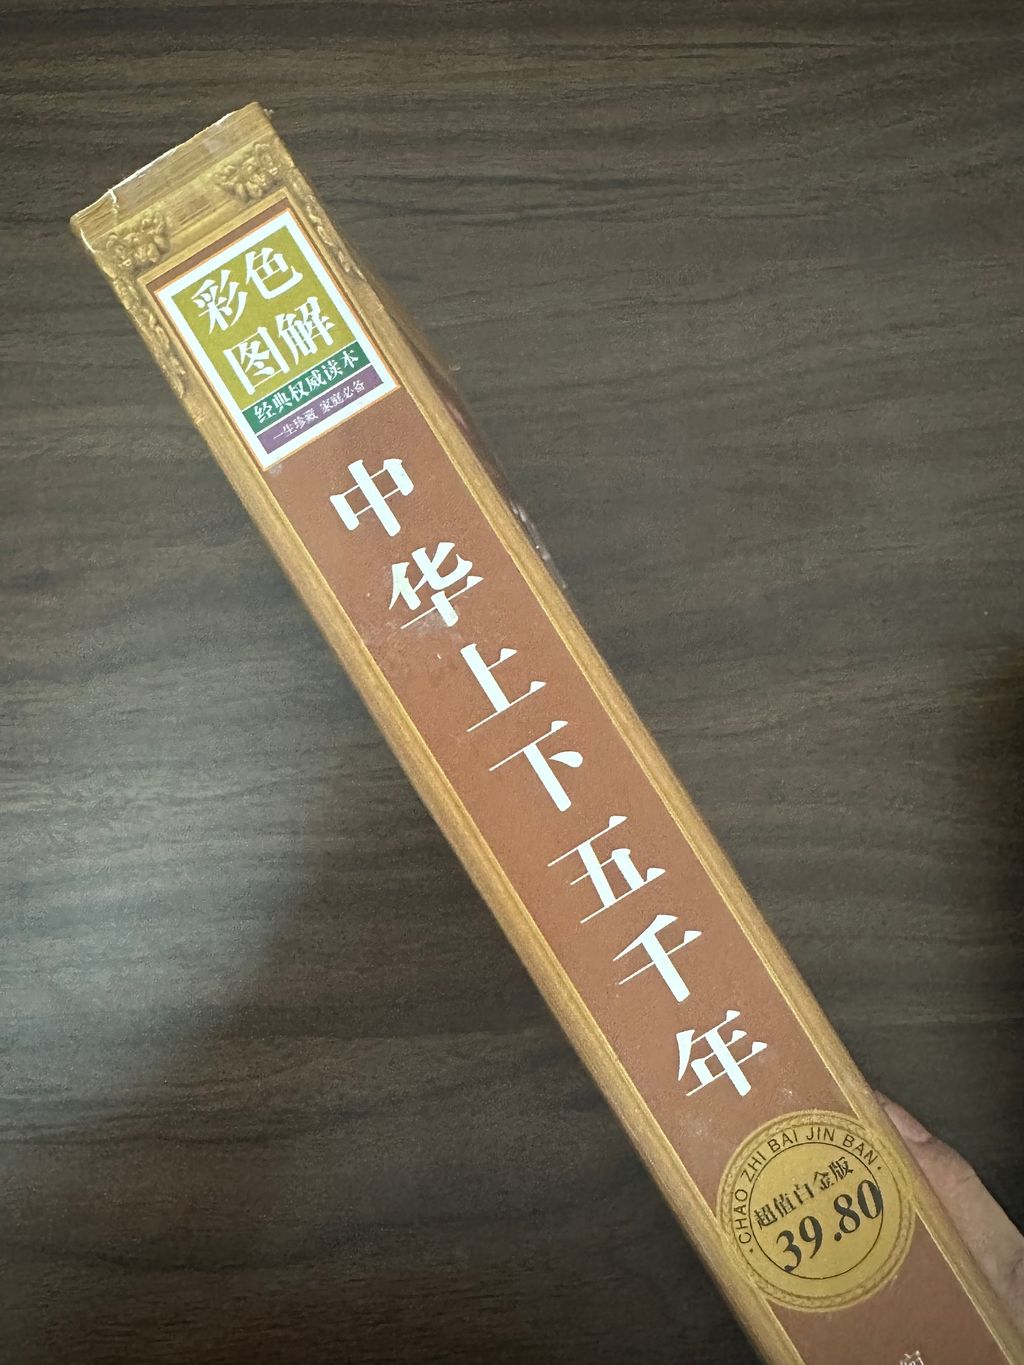 彩色
图解
经典权威读本
一生珍藏 家庭必备
中华上下五千年
·CHAO ZHI BAI JIN BAN·
超值白金版
39.80